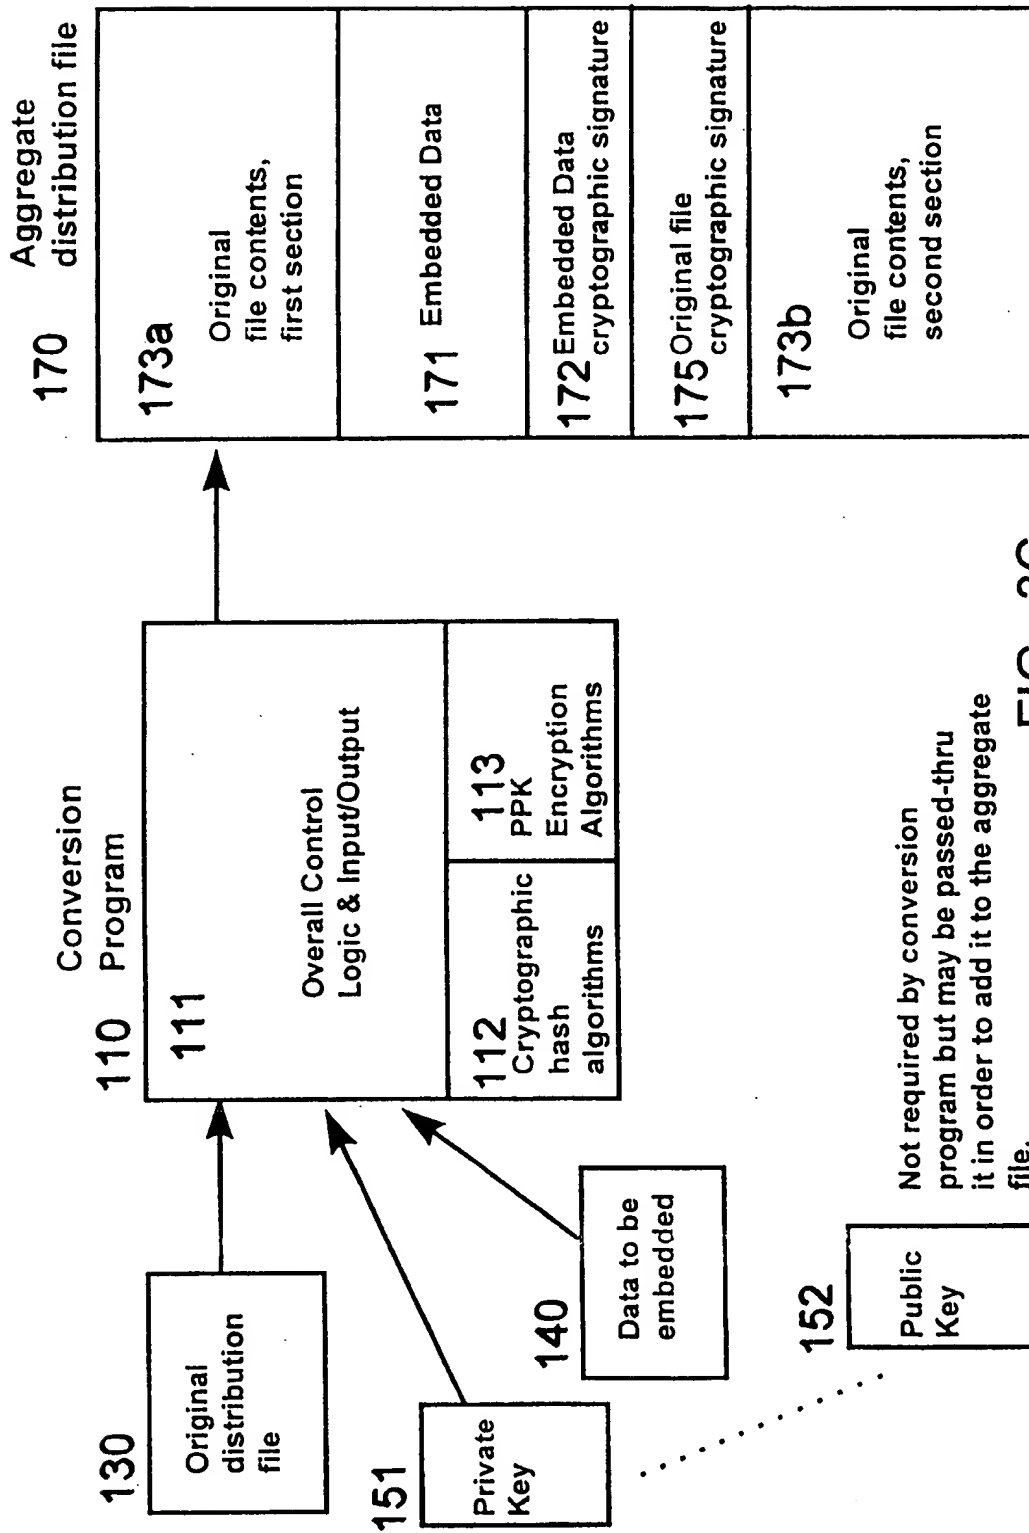 130
Original
distribution
file
151
Private
Key
140
Data to be
embedded
152
Public
Key
Not required by conversion
program but may be passed-thru
it in order to add it to the aggregate
file.
Conversion
110 Program
111
Overall Control
Logic & Input/Output
112
Cryptographic
hash
algorithms
113
PPK
Encryption
Algorithms
Aggregate
170 distribution file
173a
Original
file contents,
first section
171 Embedded Data
172 Embedded Data
cryptographic signature
175 Original file
cryptographic signature
173b
Original
file contents,
second section
FIG.